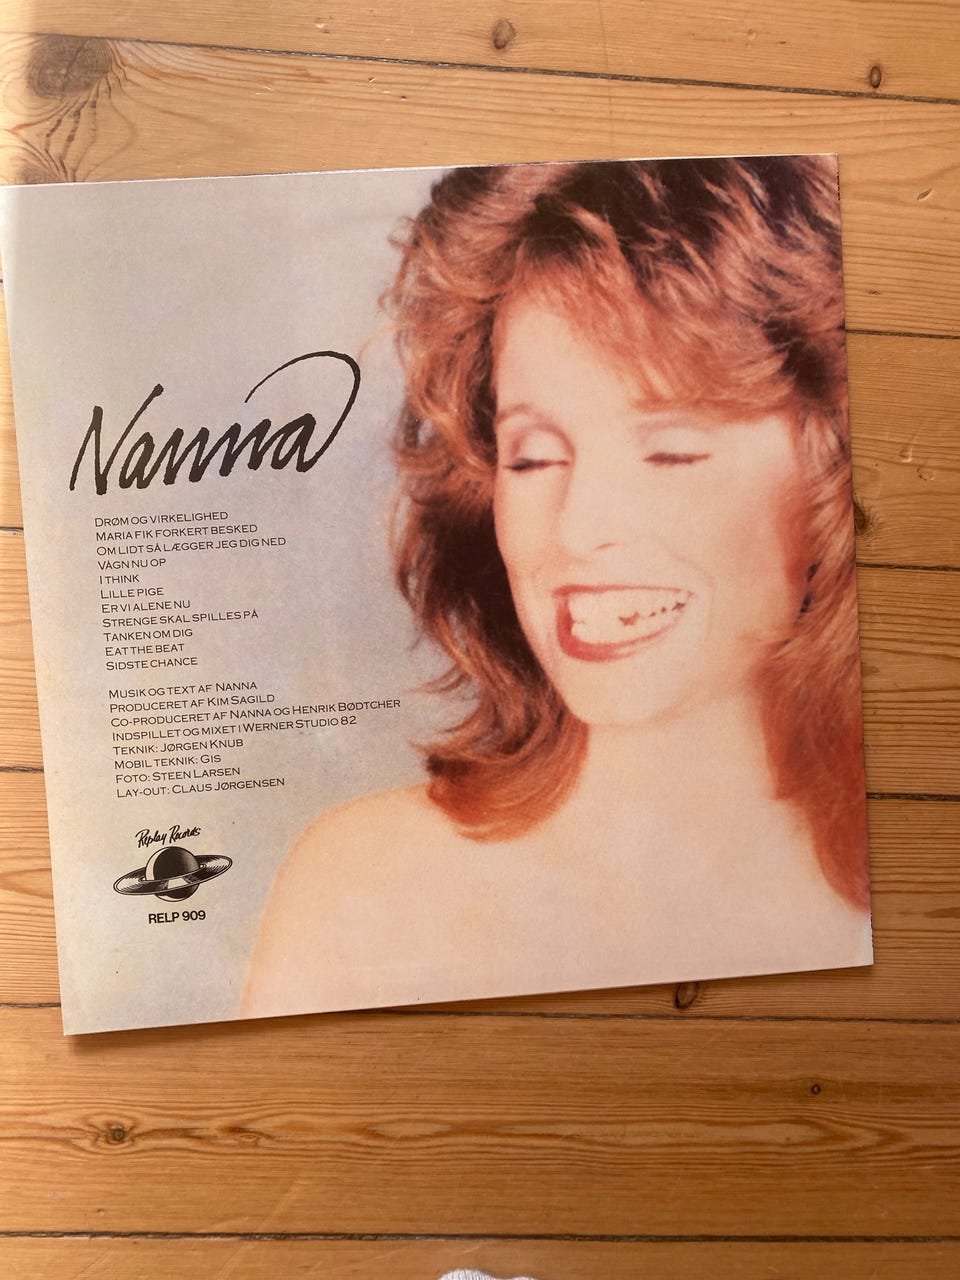 Nanna
DRØM OG VIRKELIGHED
MARIA FIK FORKERT BESKED
OM LIDT SÅ LÆGGER JEG DIG NED
VÅGN NU OP
I THINK
LILLE PIGE
ER VI ALENE NU
STRENGE SKAL SPILLES PÅ
TANKEN OM DIG
EAT THE BEAT
SIDSTE CHANCE
MUSIK OG TEXT AF NANNA
PRODUCERET AF KIM SAGILD
CO-PRODUCERET AF NANNA OG HENRIK BØDTCHER
INDSPILLET OG MIXET I WERNER STUDIO 82
TEKNIK: JØRGEN KNUB
MOBIL TEKNIK: GIS
FOTO: STEEN LARSEN
LAY-OUT: CLAUS JØRGENSEN
Replay Records
RELP 909